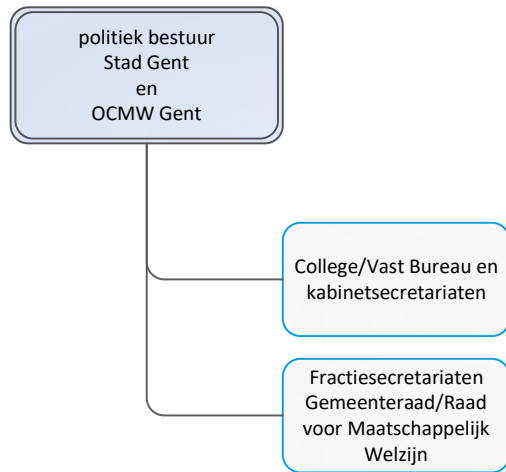 politiek bestuur
Stad Gent
en
OCMW Gent
College/Vast Bureau en
kabinetsecretariaten
Fractiesecretariaten
Gemeenteraad/Raad
voor Maatschappelijk
Welzijn